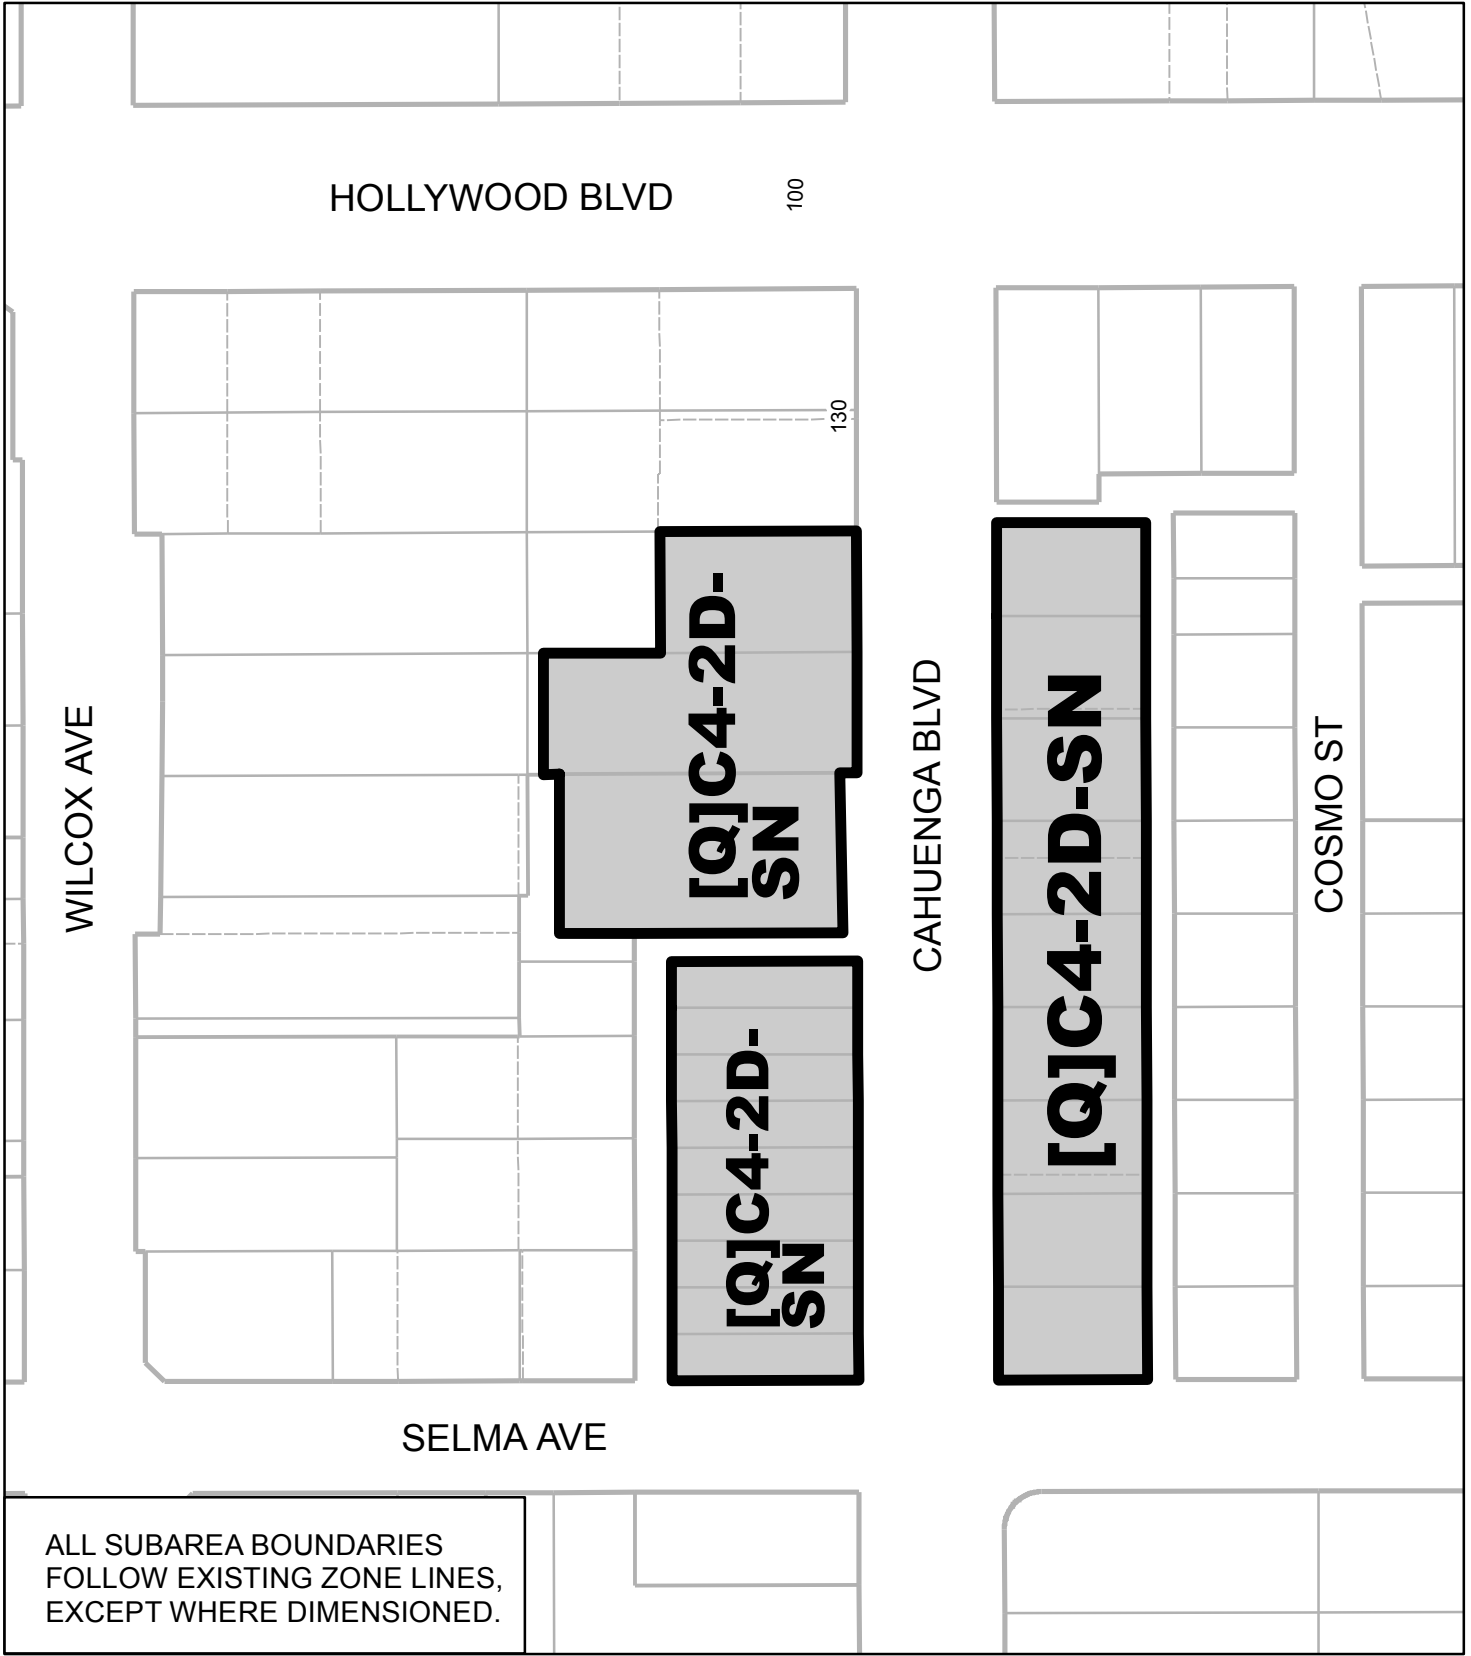 HOLLYWOOD BLVD
100
130
WILCOX AVE
[Q]C4-2D-
SN
CAHUENGA BLVD
[Q]C4-2D-SN
COSMO ST
[Q]C4-2D-
SN
SELMA AVE
ALL SUBAREA BOUNDARIES
FOLLOW EXISTING ZONE LINES,
EXCEPT WHERE DIMENSIONED.